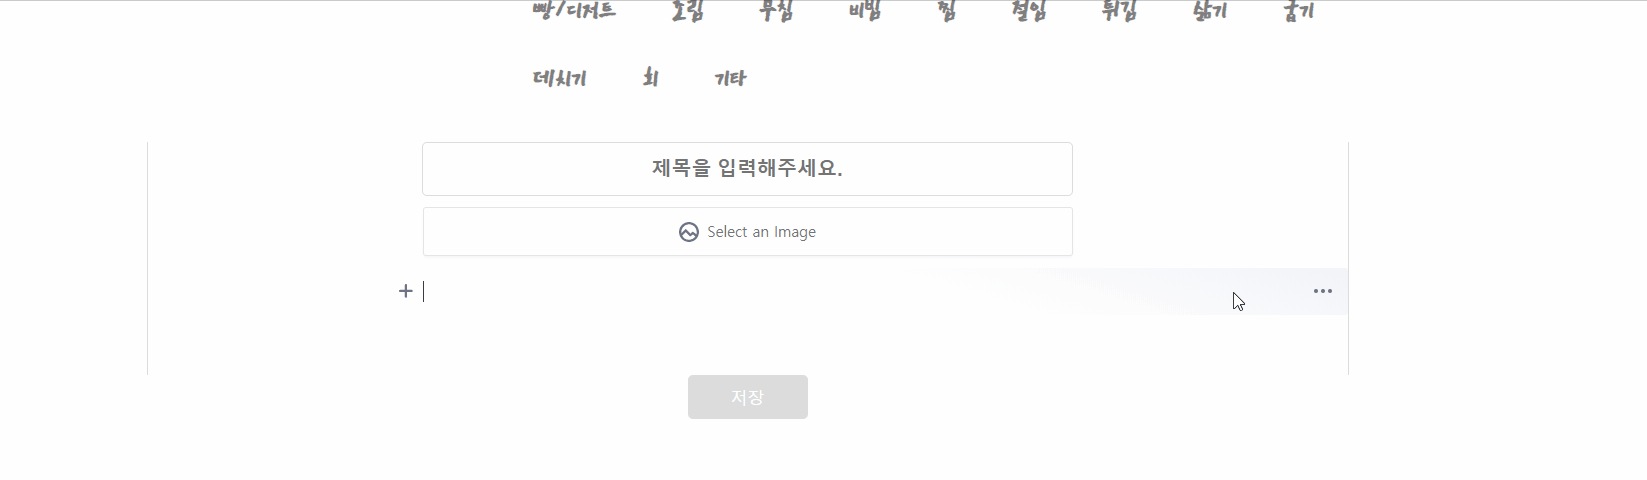 빵/디저트 조림 무침 비빔 찜 절임 튀김 삶기 굽기
데치기 회 기타
제목을 입력해주세요.
Select an Image
저장